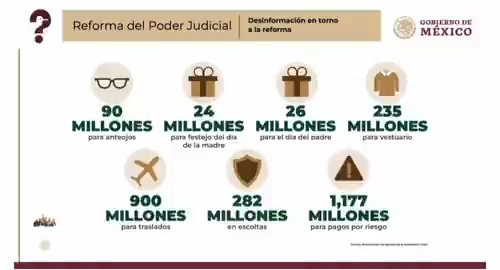 Reforma del Poder Judicial
Desinformación en torno
a la reforma
GOBIERNO DE
MÉXICO
90
MILLONES
para anteojos
24
MILLONES
para festejo del día
de la madre
26
MILLONES
para el día del padre
235
MILLONES
para vestuario
900
MILLONES
para traslados
282
MILLONES
en escoltas
1,177
MILLONES
para pagos por riesgo